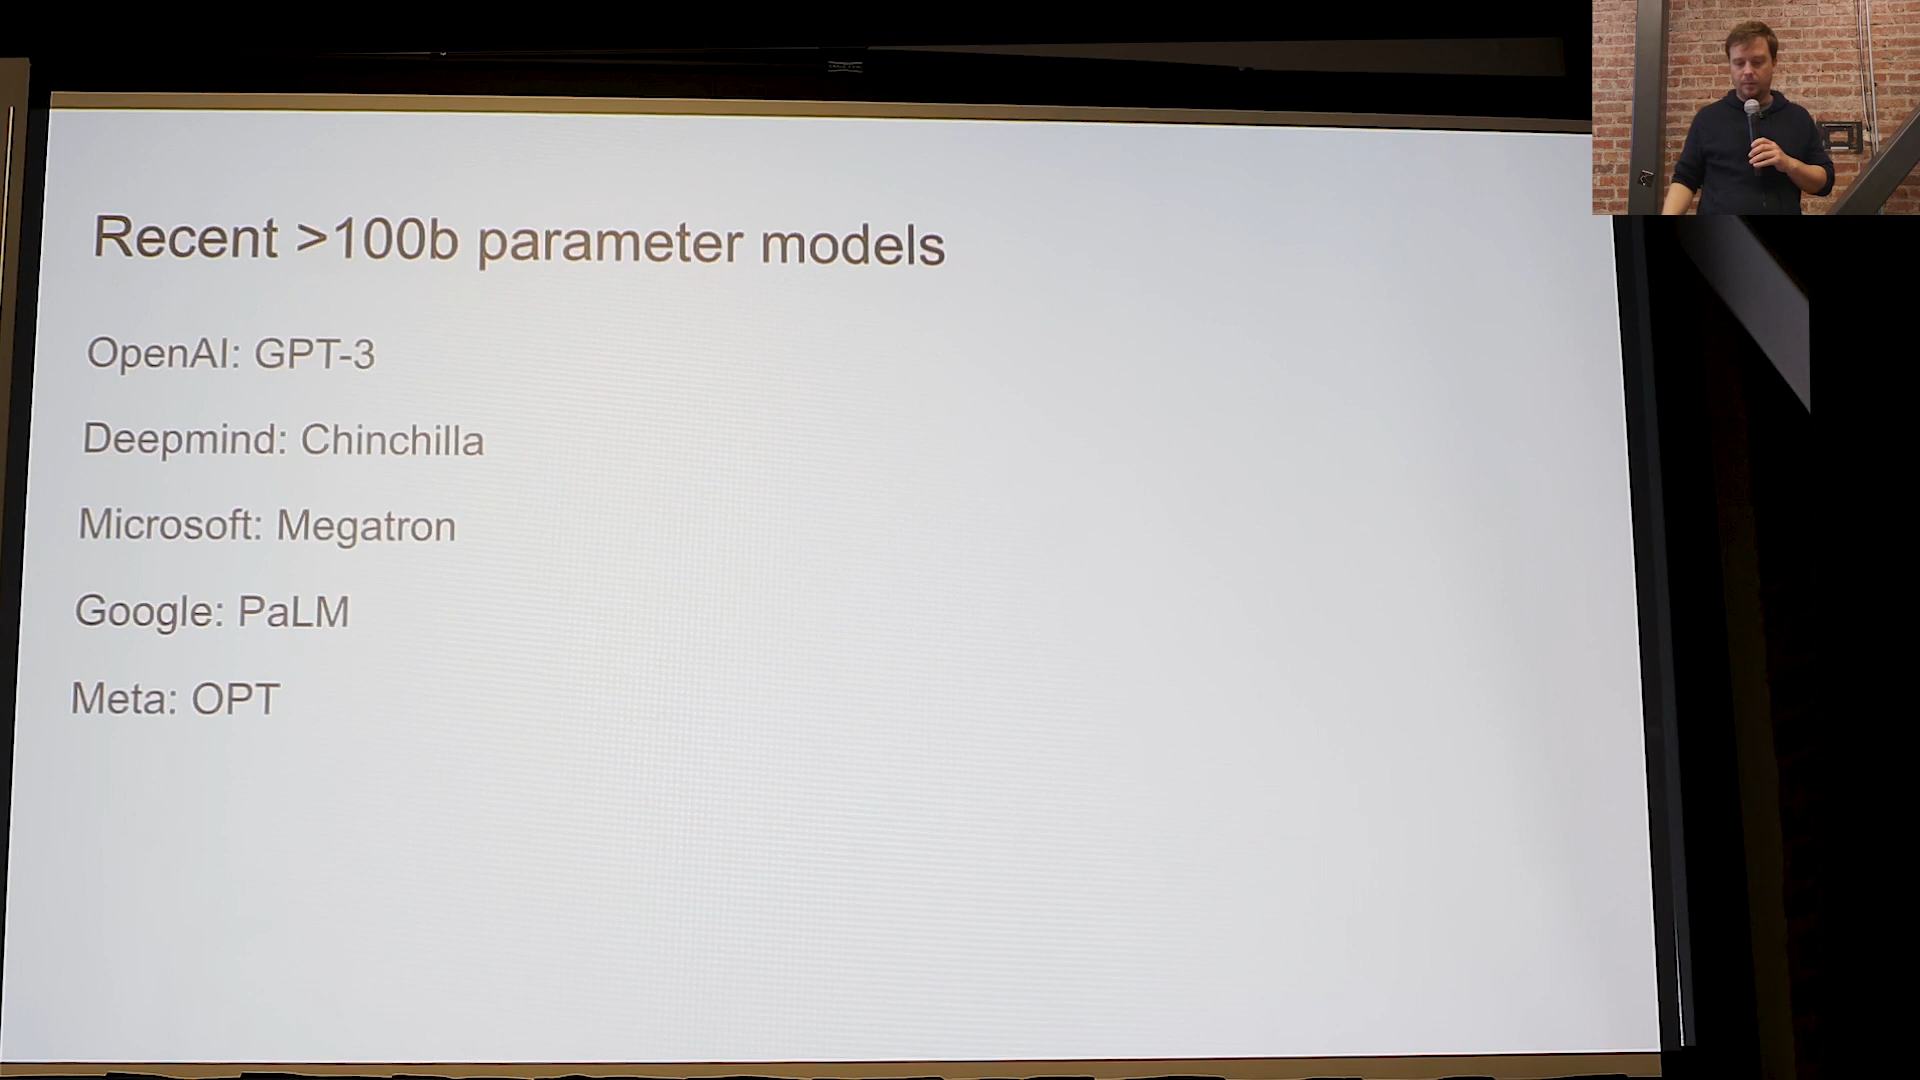 Recent >100b parameter models
OpenAI: GPT-3
Deepmind: Chinchilla
Microsoft: Megatron
Google: PaLM
Meta: OPT